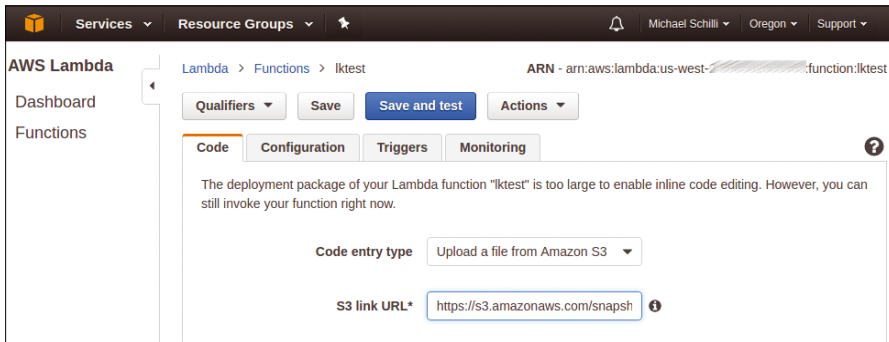 Services Resource Groups Michael Schilli Oregon Support
AWS Lambda
Dashboard
Functions
Lambda > Functions > lktest ARN - arn:aws:lambda:us-west- :function:lktest
Qualifiers Save Save and test Actions
Code Configuration Triggers Monitoring
The deployment package of your Lambda function "lktest" is too large to enable inline code editing. However, you can
still invoke your function right now.
Code entry type Upload a file from Amazon S3
S3 link URL* https://s3.amazonaws.com/snapsh